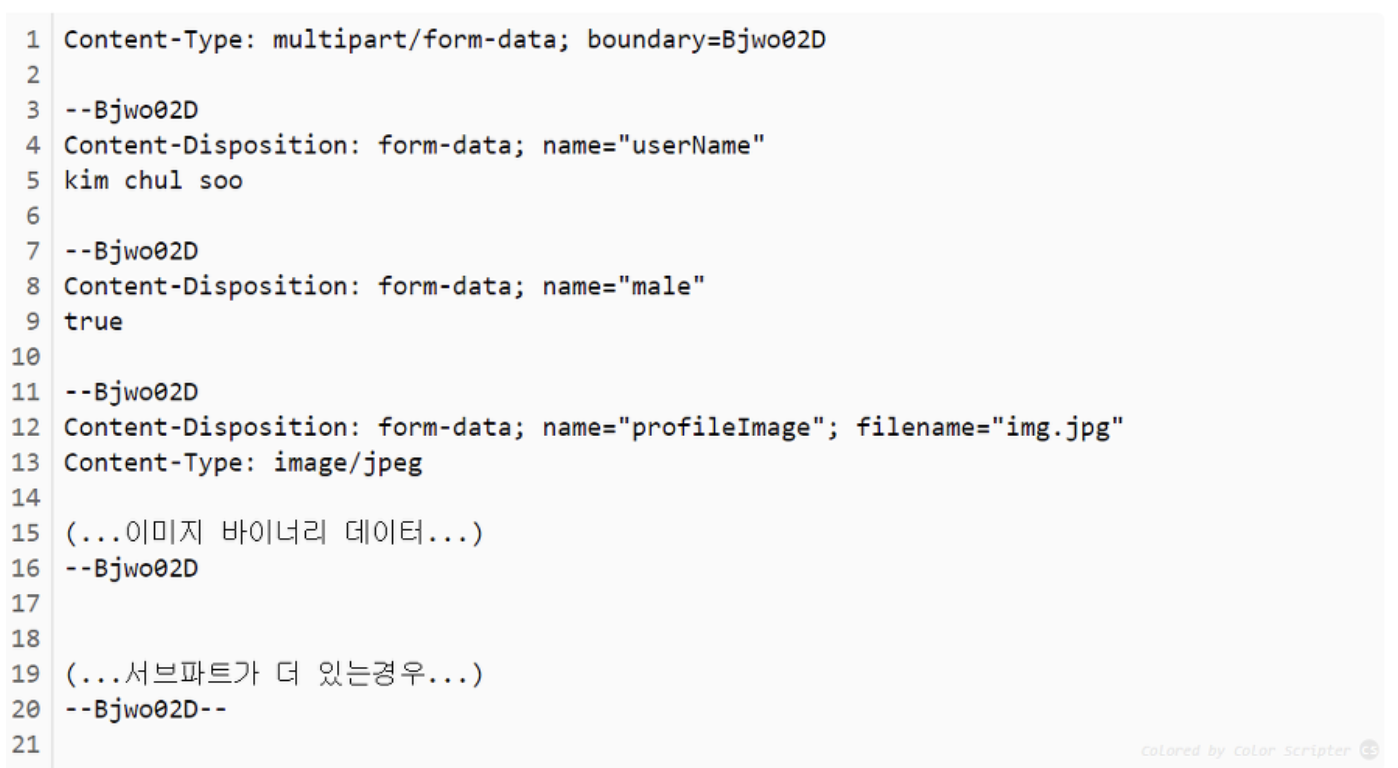 1 Content-Type: multipart/form-data; boundary=Bjwo02D
2
3 --Bjwo02D
4 Content-Disposition: form-data; name="userName"
5 kim chul soo
6
7 --Bjwo02D
8 Content-Disposition: form-data; name="male"
9 true
10
11 --Bjwo02D
12 Content-Disposition: form-data; name="profileImage"; filename="img.jpg"
13 Content-Type: image/jpeg
14
15 (...이미지 바이너리 데이터...)
16 --Bjwo02D
17
18
19 (...서브파트가 더 있는경우...)
20 --Bjwo02D--
21
Colored by Color Scripter CS